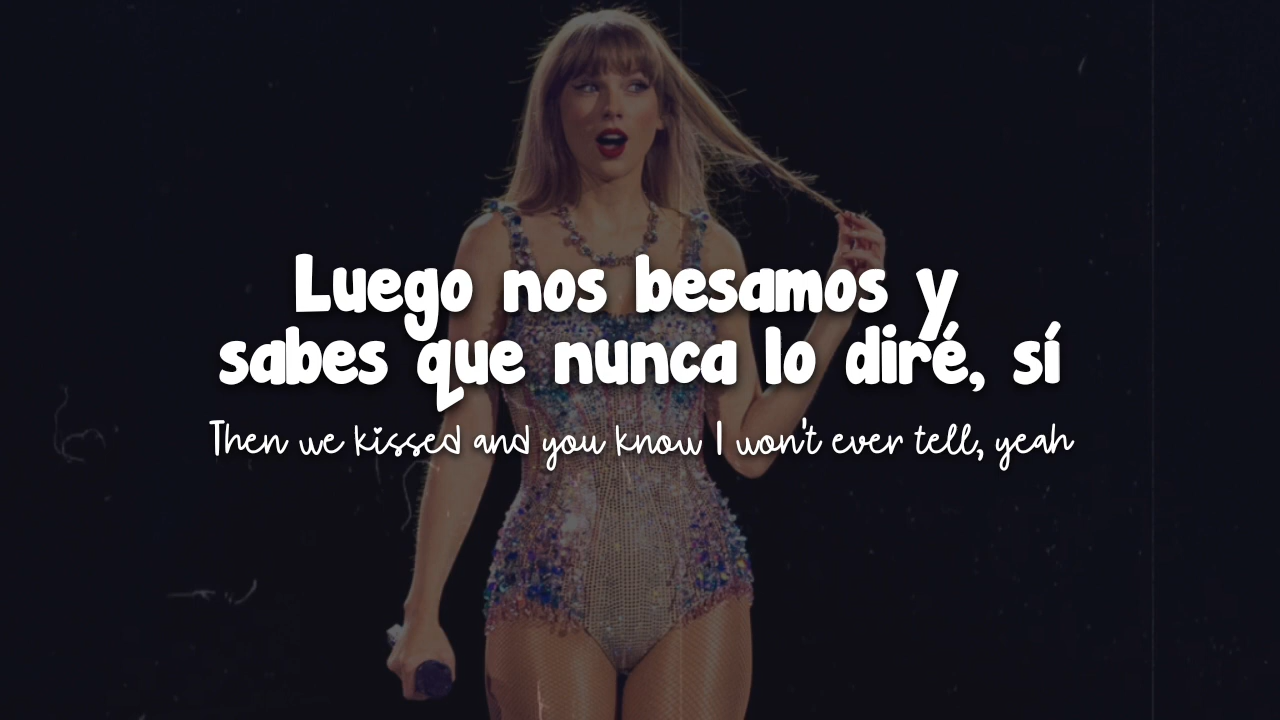 Luego nos besamos y
sabes que nunca lo diré, sí
Then we kissed and you know I won't ever tell, yeah